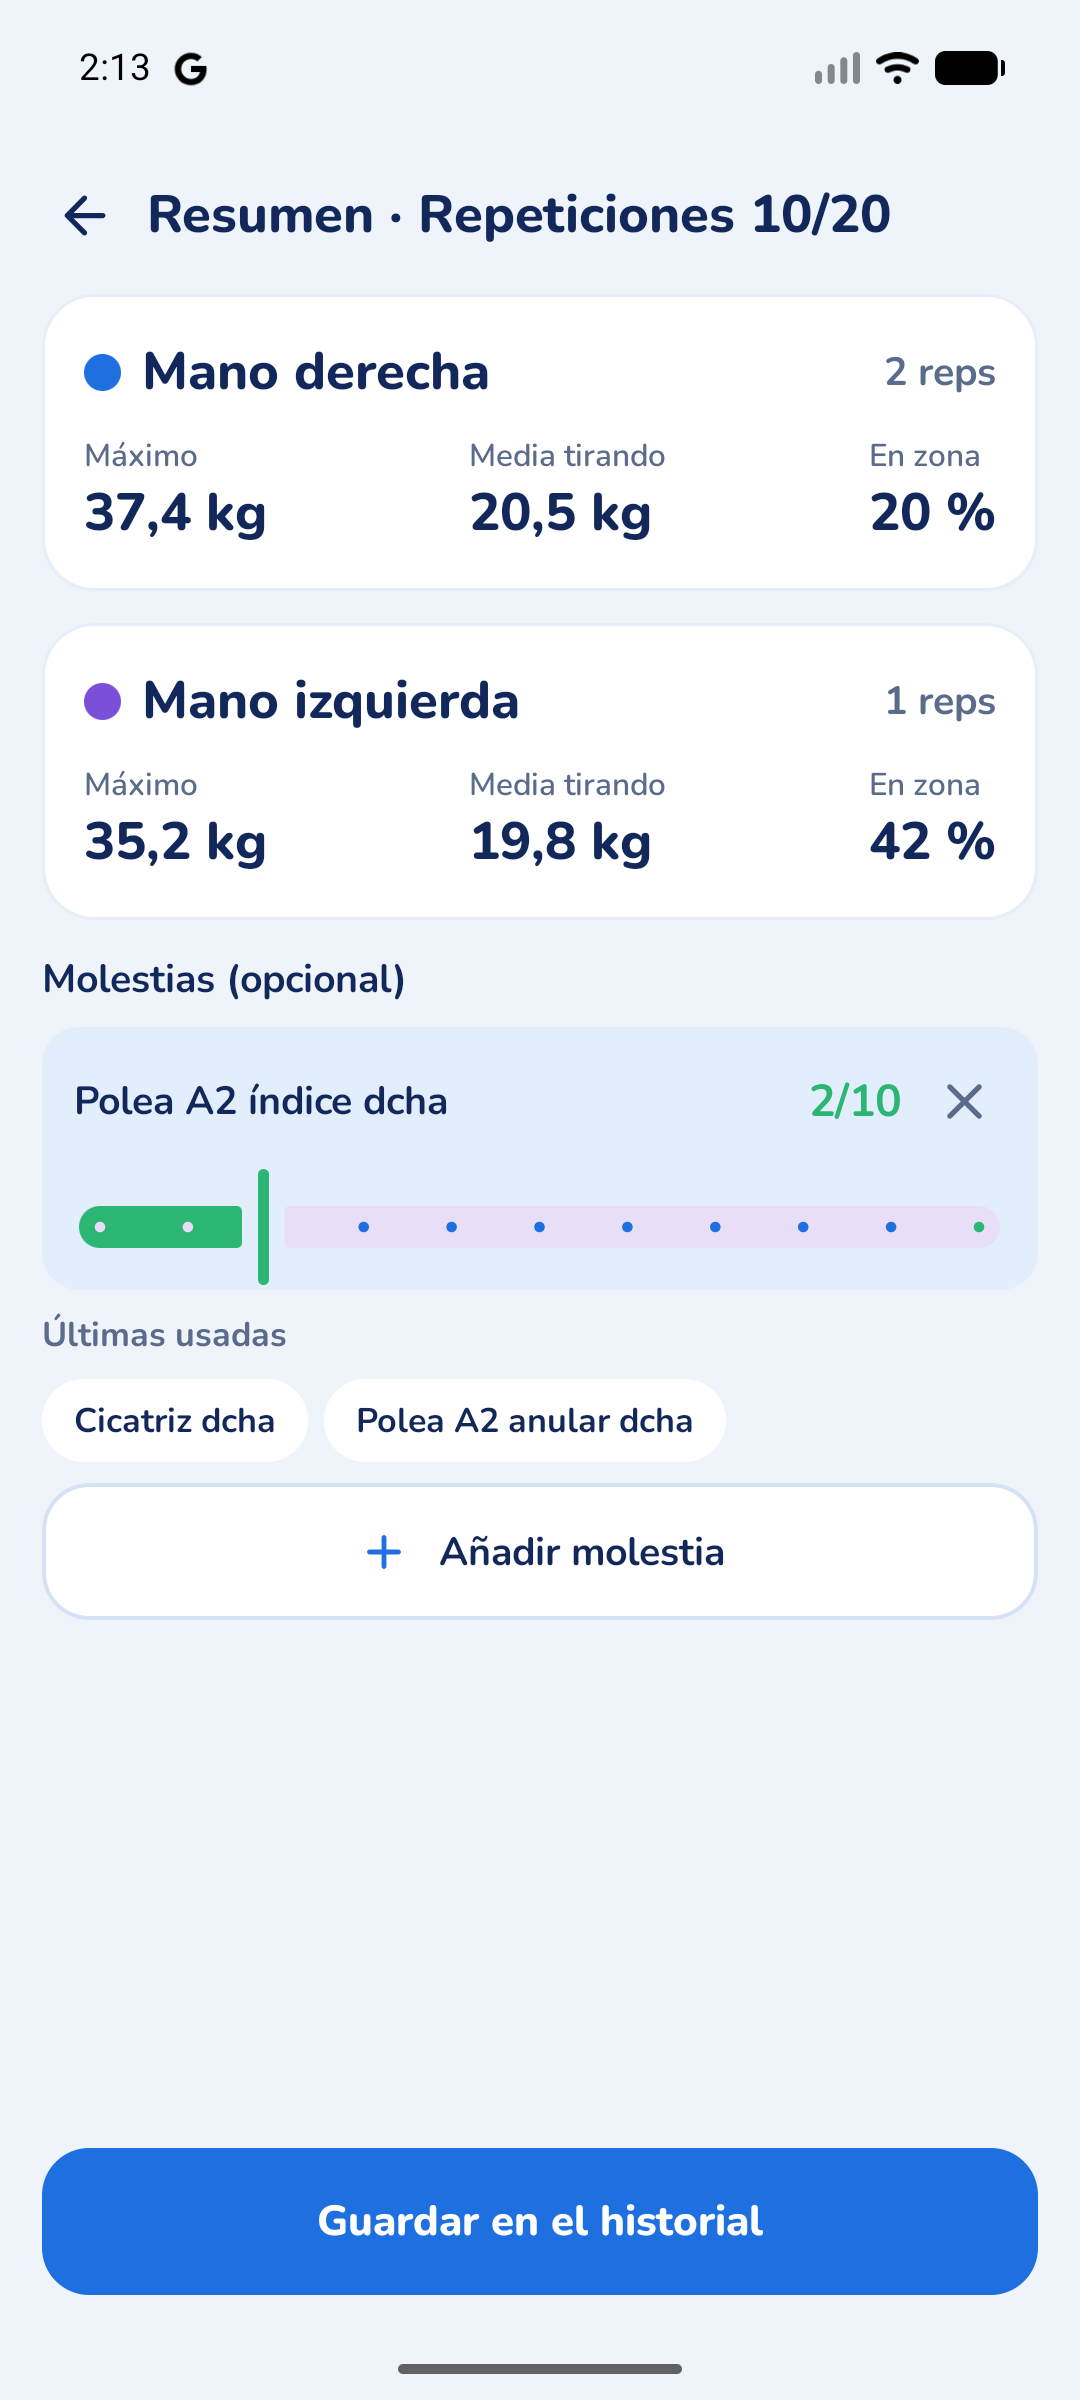 2:13 G
Resumen · Repeticiones 10/20
Mano derecha 2 reps
Máximo Media tirando En zona
37,4 kg 20,5 kg 20 %
Mano izquierda 1 reps
Máximo Media tirando En zona
35,2 kg 19,8 kg 42 %
Molestias (opcional)
Polea A2 índice dcha 2/10
Últimas usadas
Cicatriz dcha Polea A2 anular dcha
Añadir molestia
Guardar en el historial